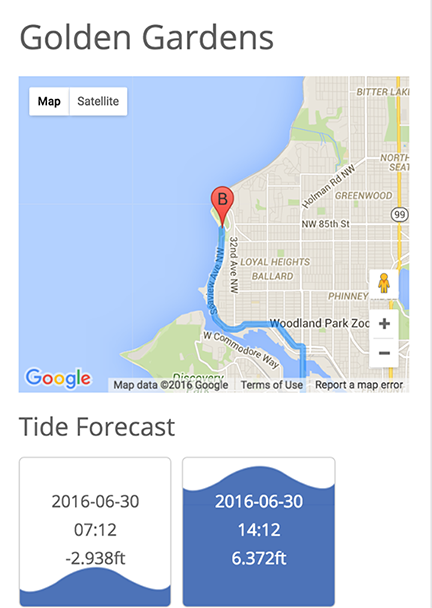 Golden Gardens
Map Satellite
BITTER LAKE
NORTH
SEAT
Holman Rd NW
GREENWOOD
99
B
NW 85th St
32nd Ave NW
Seaview Ave NW
LOYAL HEIGHTS
BALLARD
PHINNEY
Woodland Park Zoo
W Commodore Way
Discovery
Google
Map data ©2016 Google Terms of Use Report a map error
Tide Forecast
2016-06-30
07:12
-2.938ft
2016-06-30
14:12
6.372ft